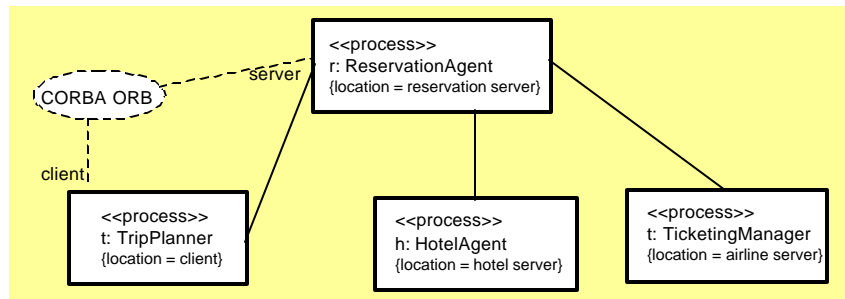 <<process>>
r: ReservationAgent
{location = reservation server}
server
CORBA ORB
client
<<process>>
t: TripPlanner
{location = client}
<<process>>
h: HotelAgent
{location = hotel server}
<<process>>
t: TicketingManager
{location = airline server}